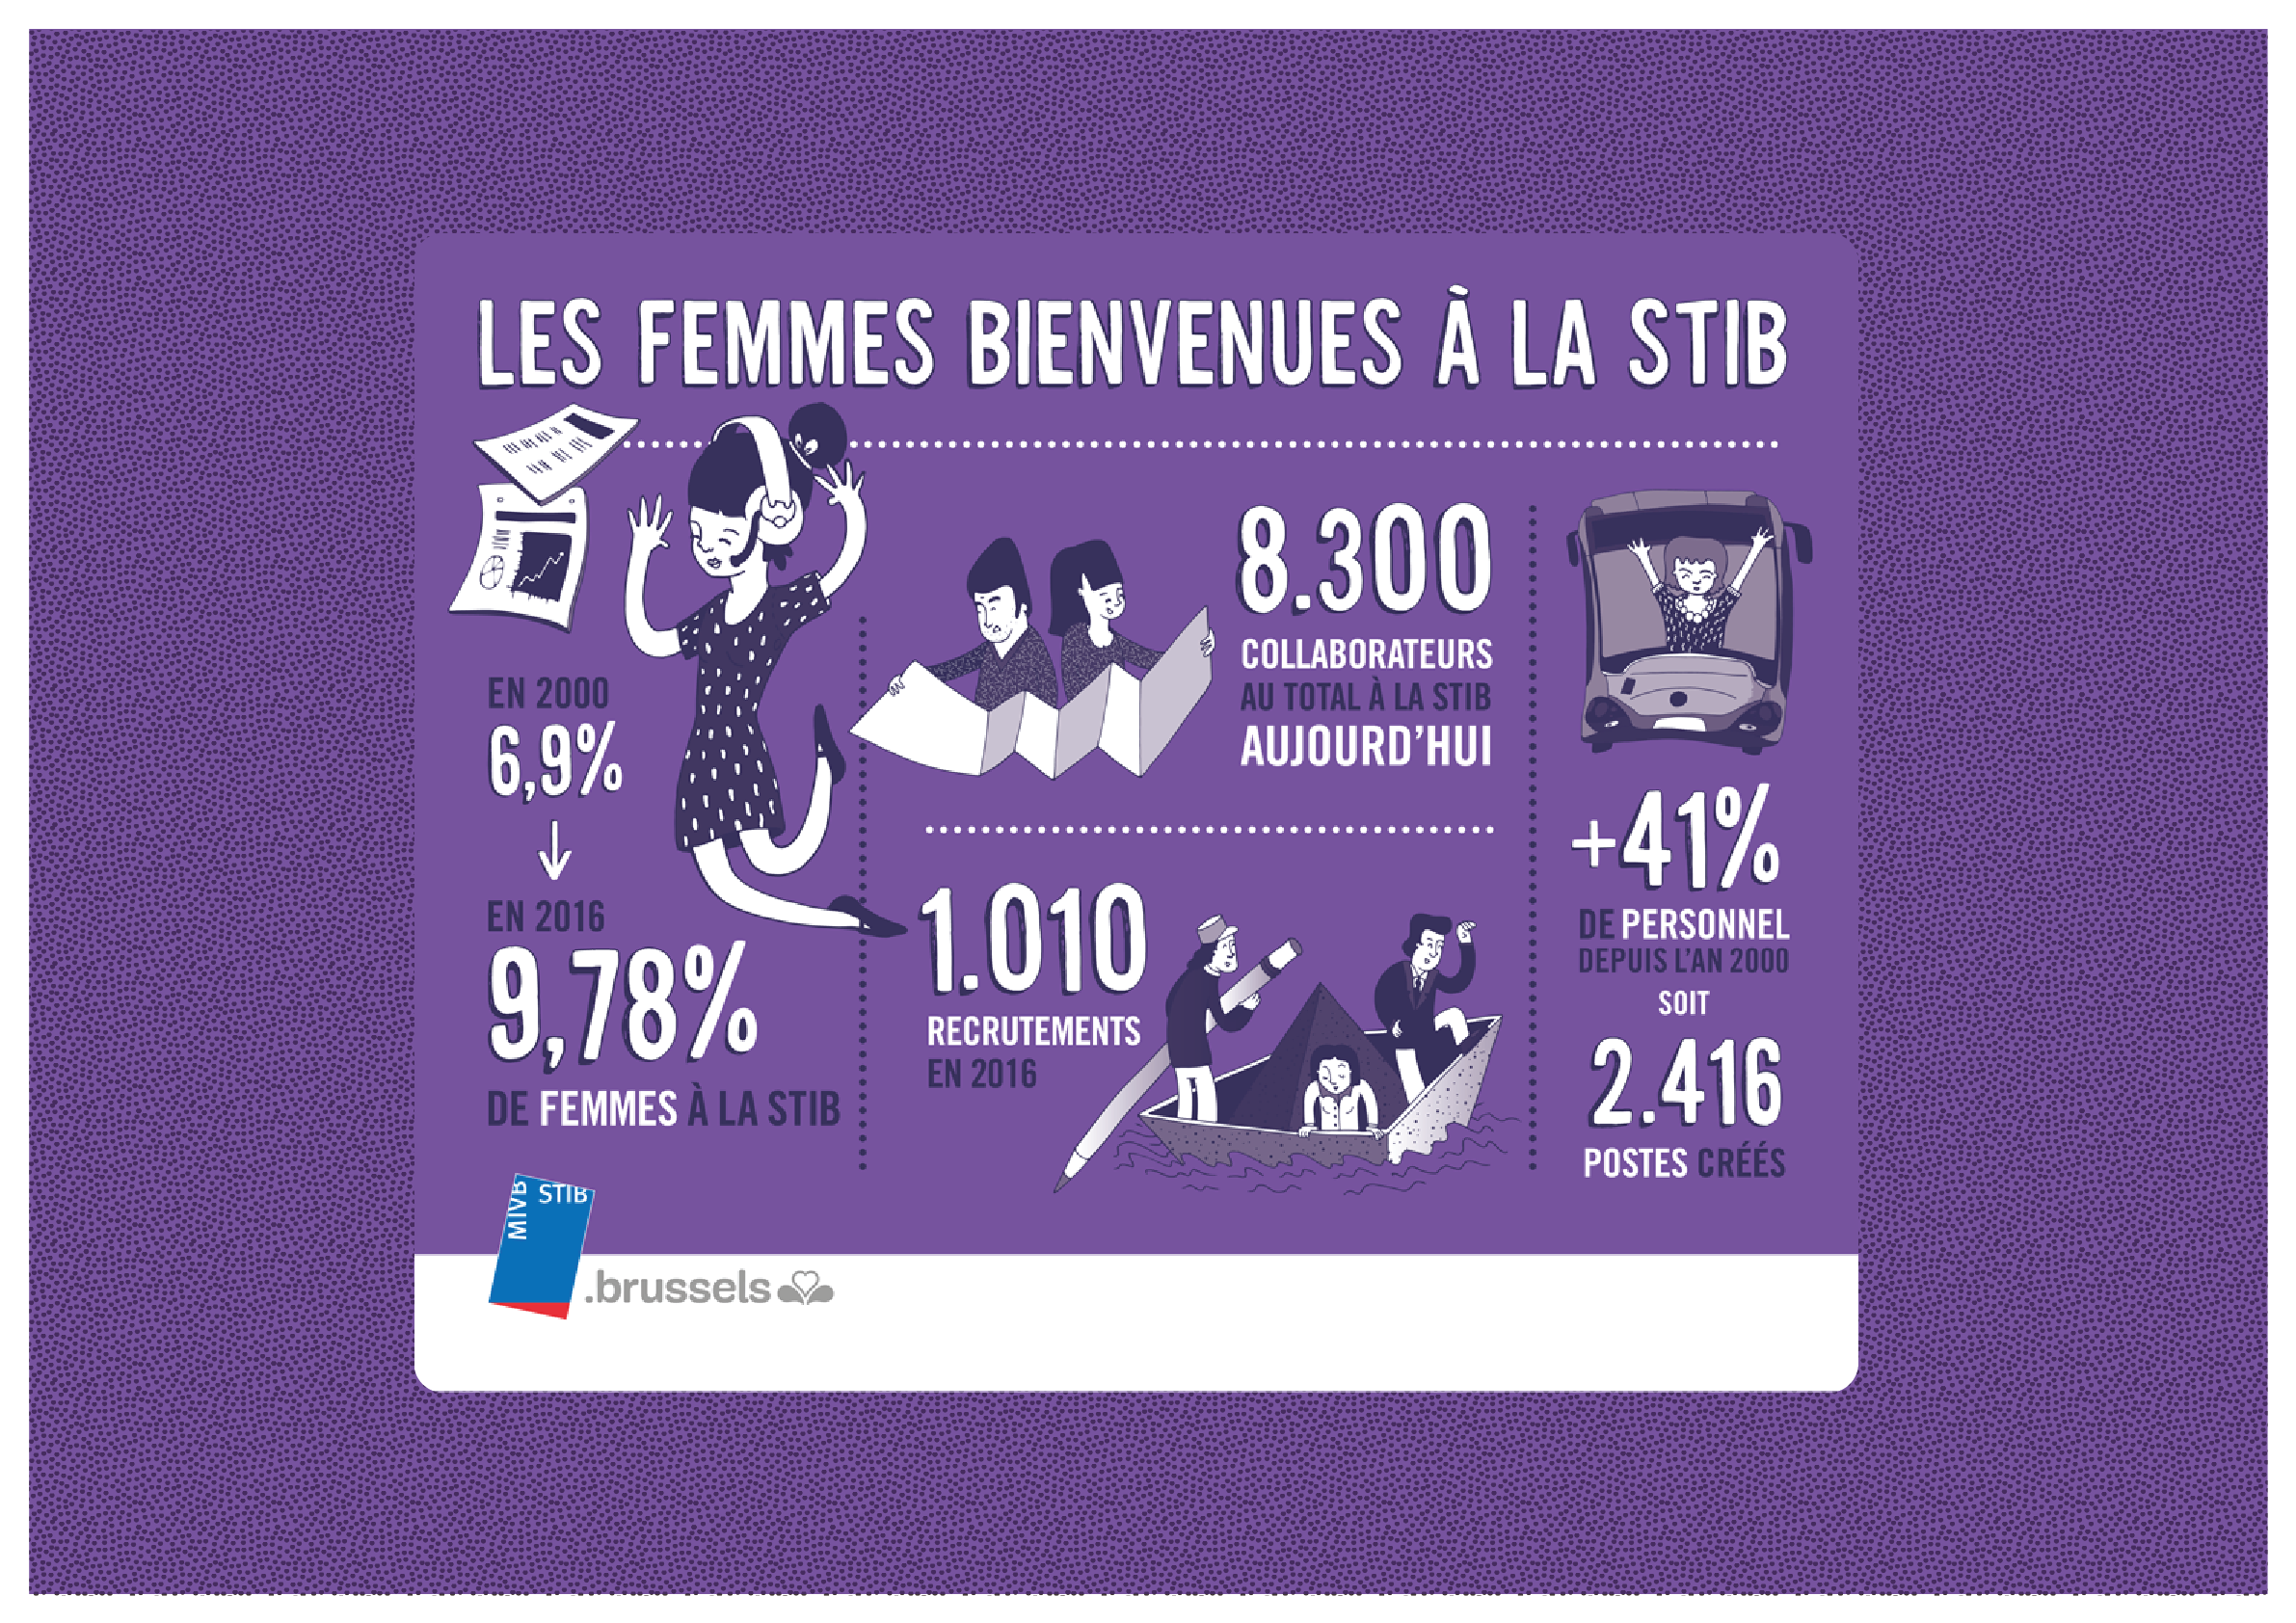 LES FEMMES BIENVENUES À LA STIB
EN 2000
6,9%
EN 2016
9,78%
DE FEMMES À LA STIB
8.300
COLLABORATEURS
AU TOTAL À LA STIB
AUJOURD'HUI
1.010
RECRUTEMENTS
EN 2016
+41%
DE PERSONNEL
DEPUIS L'AN 2000
SOIT
2.416
POSTES CRÉÉS
MIVB
STIB
.brussels